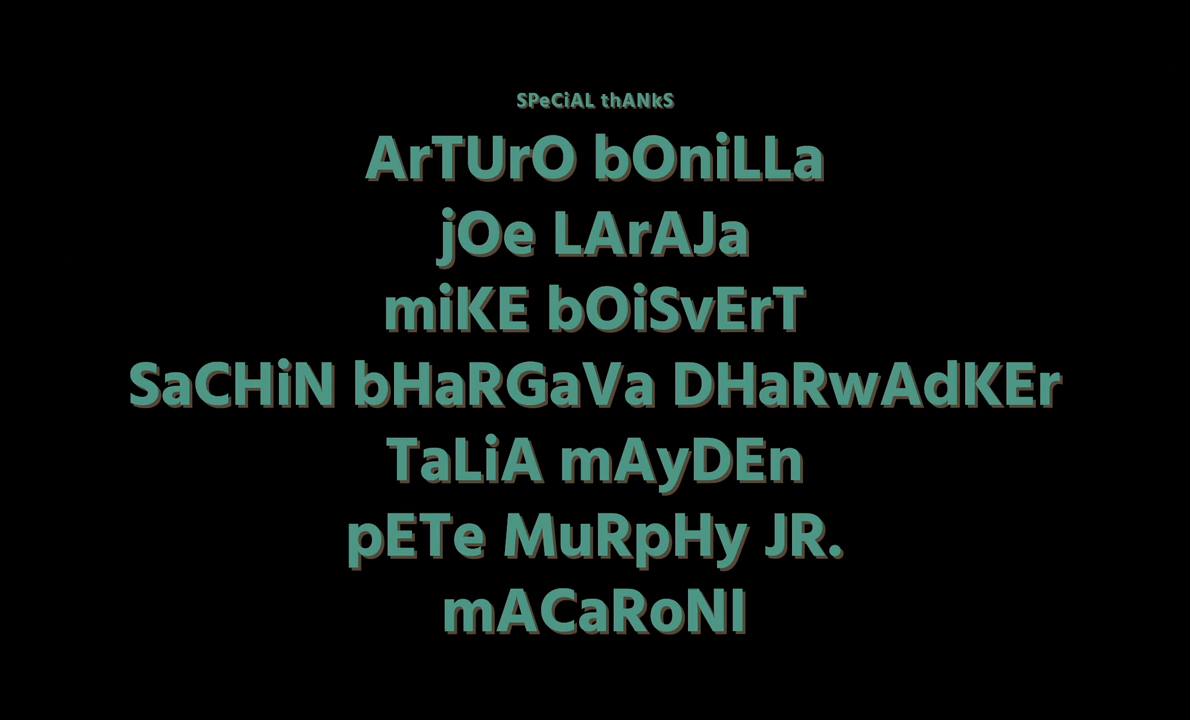 SPeCiAL thANkS
ArTUrO bOniLLa
jOe LArAJa
miKE bOiSvErT
SaCHiN bHaRGaVa DHaRwAdKEr
TaLiA mAyDEn
pETe MuRpHy JR.
mACaRoNI